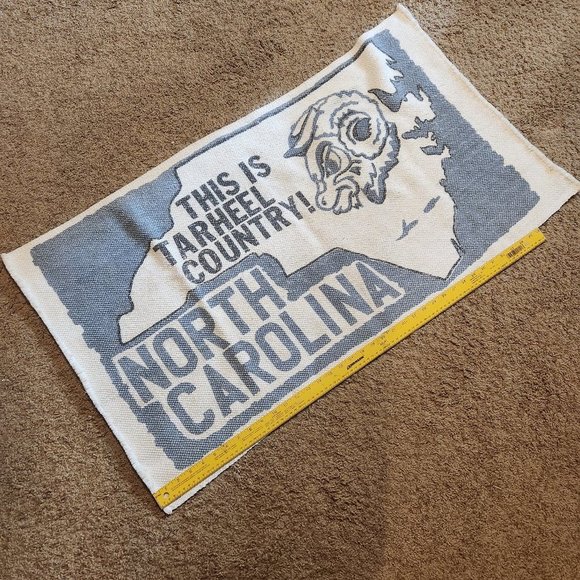 THIS IS
TARHEEL
COUNTRY!
NORTH
CAROLINA